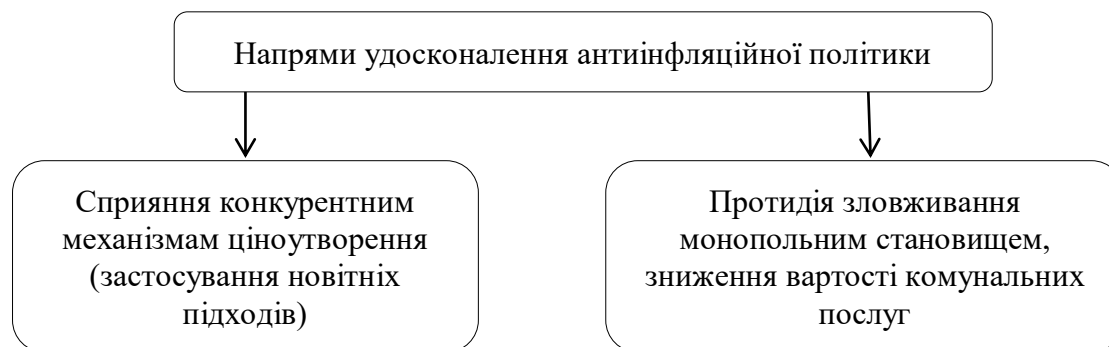 Напрями удосконалення антиінфляційної політики
Сприяння конкурентним
механізмам ціноутворення
(застосування новітніх
підходів)
Протидія зловживання
монопольним становищем,
зниження вартості комунальних
послуг